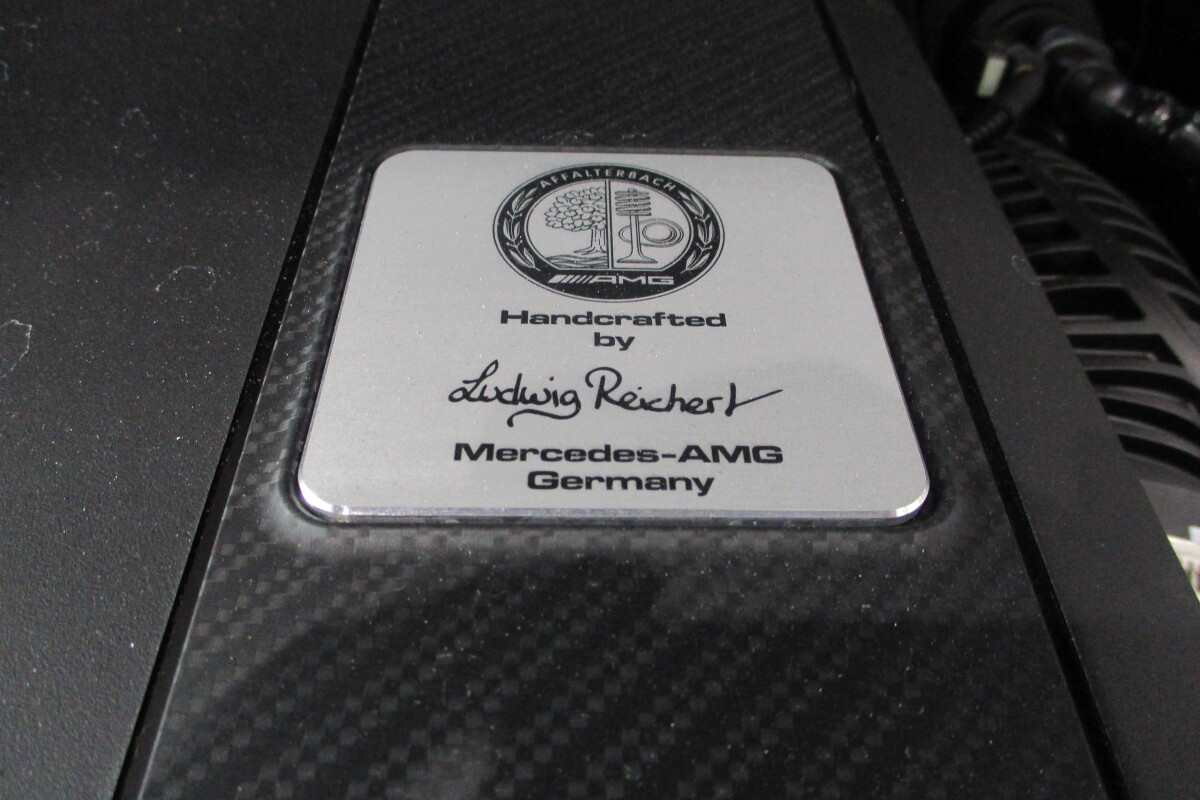 AFFALTERBACH
AMG
Handcrafted
by
Ludwig Reichert
Mercedes-AMG
Germany